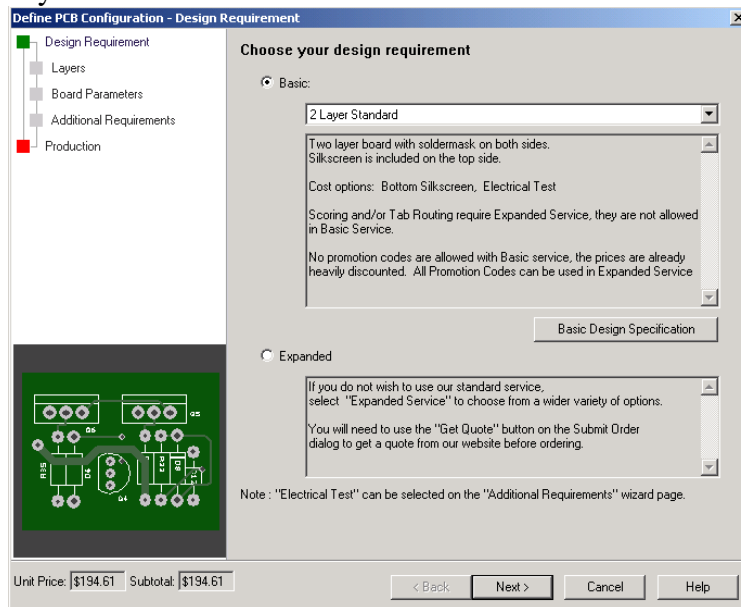 Define PCB Configuration - Design Requirement
Design Requirement
Layers
Board Parameters
Additional Requirements
Production
Choose your design requirement
Basic:
2 Layer Standard
Two layer board with soldermask on both sides.
Silkscreen is included on the top side.
Cost options:  Bottom Silkscreen,  Electrical Test
Scoring and/or Tab Routing require Expanded Service, they are not allowed
in Basic Service.
No promotion codes are allowed with Basic service, the prices are already
heavily discounted.  All Promotion Codes can be used in Expanded Service
Basic Design Specification
Expanded
If you do not wish to use our standard service,
select "Expanded Service" to choose from a wider variety of options.
You will need to use the "Get Quote" button on the Submit Order
dialog to get a quote from our website before ordering.
Note : "Electrical Test" can be selected on the "Additional Requirements" wizard page.
Q5
Q6
R35
R22
D8
Q4
Unit Price: $194.61 Subtotal: $194.61
< Back
Next >
Cancel
Help